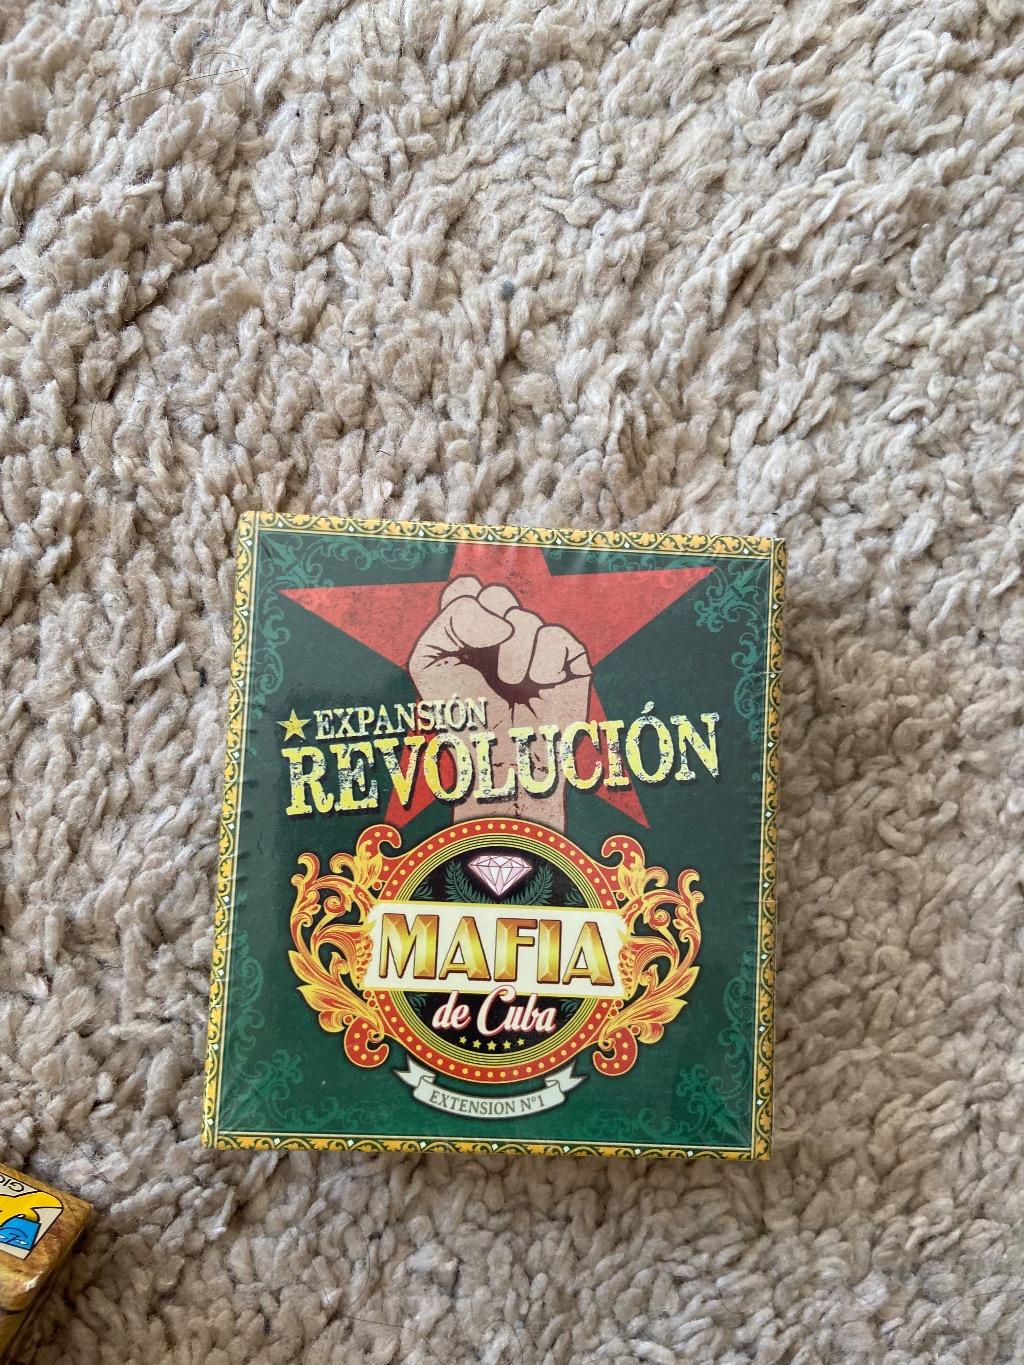 EXPANSIÓN
REVOLUCIÓN
MAFIA
de Cuba
EXTENSION N°1